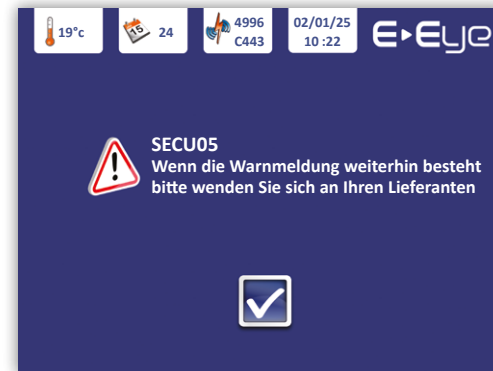 19°c
15
24
4996
C443
02/01/25
10 :22
E▸Eye
SECU05
Wenn die Warnmeldung weiterhin besteht
bitte wenden Sie sich an Ihren Lieferanten